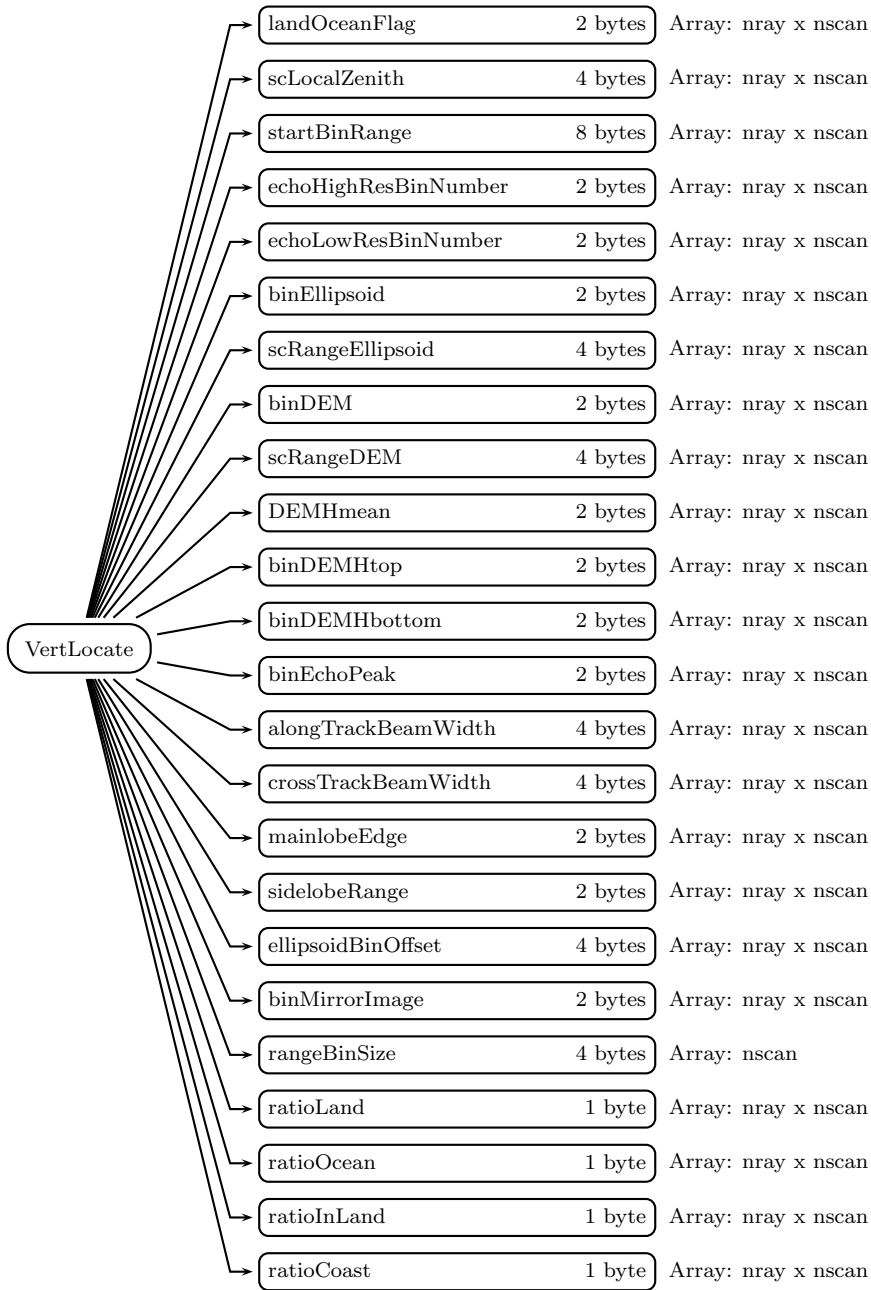 landOceanFlag 2 bytes Array: nray x nscan
scLocalZenith 4 bytes Array: nray x nscan
startBinRange 8 bytes Array: nray x nscan
echoHighResBinNumber 2 bytes Array: nray x nscan
echoLowResBinNumber 2 bytes Array: nray x nscan
binEllipsoid 2 bytes Array: nray x nscan
scRangeEllipsoid 4 bytes Array: nray x nscan
binDEM 2 bytes Array: nray x nscan
scRangeDEM 4 bytes Array: nray x nscan
DEMHmean 2 bytes Array: nray x nscan
binDEMHtop 2 bytes Array: nray x nscan
binDEMHbottom 2 bytes Array: nray x nscan
VertLocate
binEchoPeak 2 bytes Array: nray x nscan
alongTrackBeamWidth 4 bytes Array: nray x nscan
crossTrackBeamWidth 4 bytes Array: nray x nscan
mainlobeEdge 2 bytes Array: nray x nscan
sidelobeRange 2 bytes Array: nray x nscan
ellipsoidBinOffset 4 bytes Array: nray x nscan
binMirrorImage 2 bytes Array: nray x nscan
rangeBinSize 4 bytes Array: nscan
ratioLand 1 byte Array: nray x nscan
ratioOcean 1 byte Array: nray x nscan
ratioInLand 1 byte Array: nray x nscan
ratioCoast 1 byte Array: nray x nscan